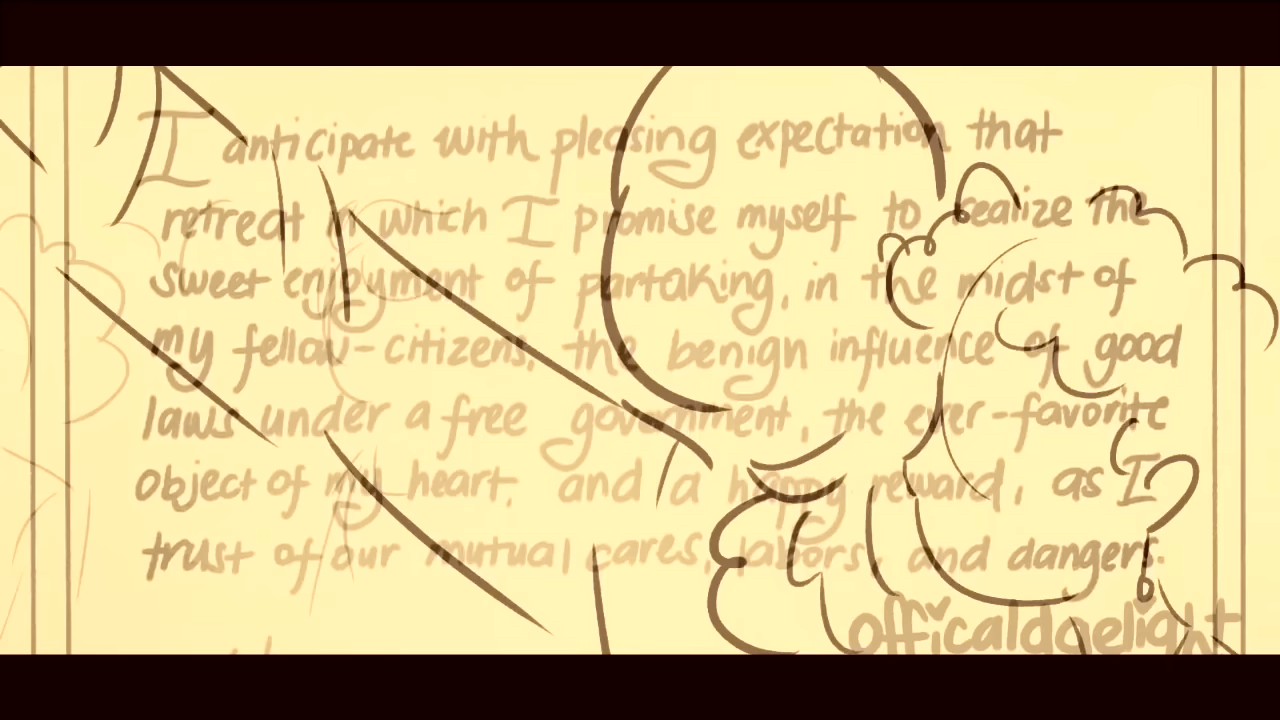 I anticipate with pleasing expectation that
retreat in which I promise myself to realize the
sweet enjoyment of partaking, in the midst of
my fellow-citizens, the benign influence of good
laws under a free government, the ever-favorite
object of my heart, and a happy reward, as I
trust of our mutual cares, labors, and dangers.
officaldaelight